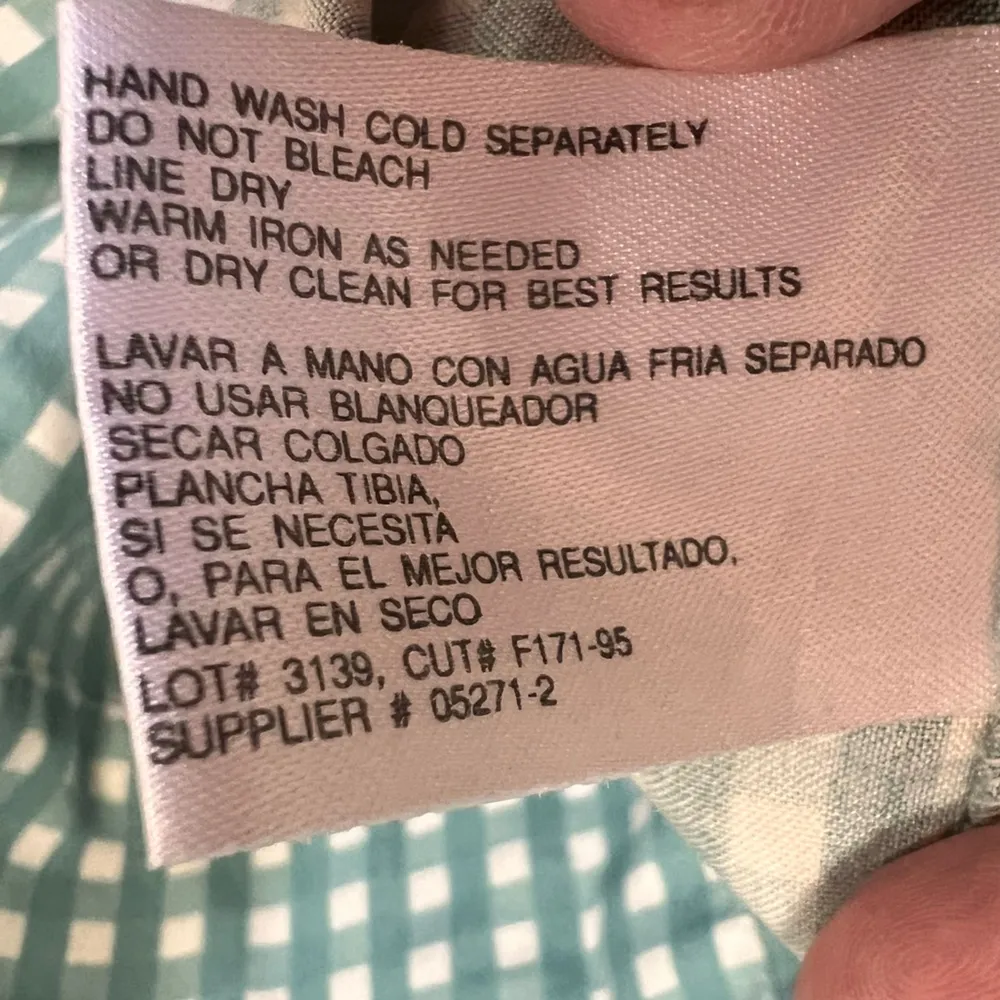 HAND WASH COLD SEPARATELY
DO NOT BLEACH
LINE DRY
WARM IRON AS NEEDED
OR DRY CLEAN FOR BEST RESULTS
LAVAR A MANO CON AGUA FRIA SEPARADO
NO USAR BLANQUEADOR
SECAR COLGADO
PLANCHA TIBIA,
SI SE NECESITA
O, PARA EL MEJOR RESULTADO,
LAVAR EN SECO
LOT# 3139, CUT# F171-95
SUPPLIER # 05271-2